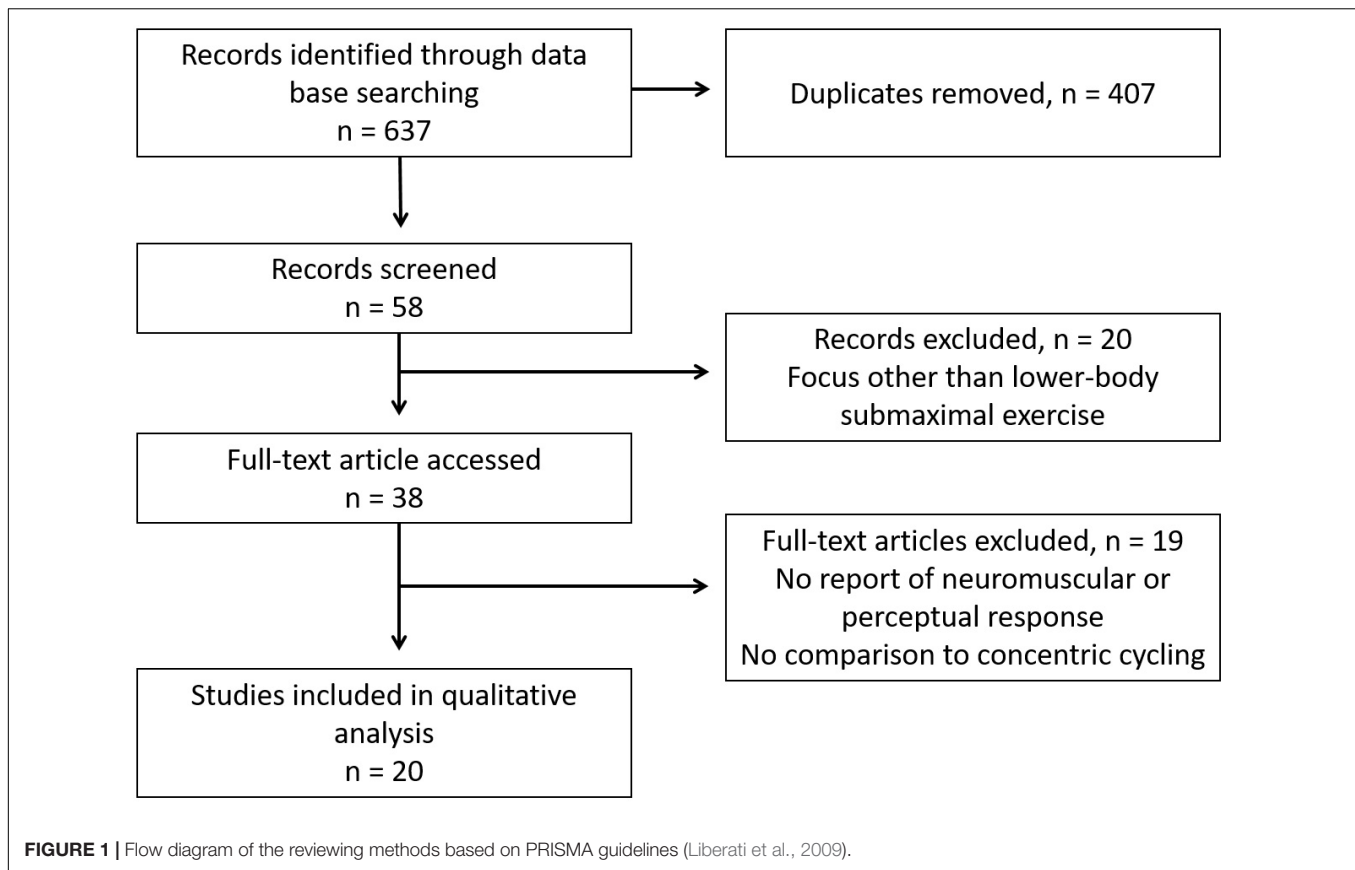 Records identified through data
base searching
n = 637
Duplicates removed, n = 407
Records screened
n = 58
Records excluded, n = 20
Focus other than lower-body
submaximal exercise
Full-text article accessed
n = 38
Full-text articles excluded, n = 19
No report of neuromuscular or
perceptual response
No comparison to concentric cycling
Studies included in qualitative
analysis
n = 20
FIGURE 1 | Flow diagram of the reviewing methods based on PRISMA guidelines (Liberati et al., 2009).